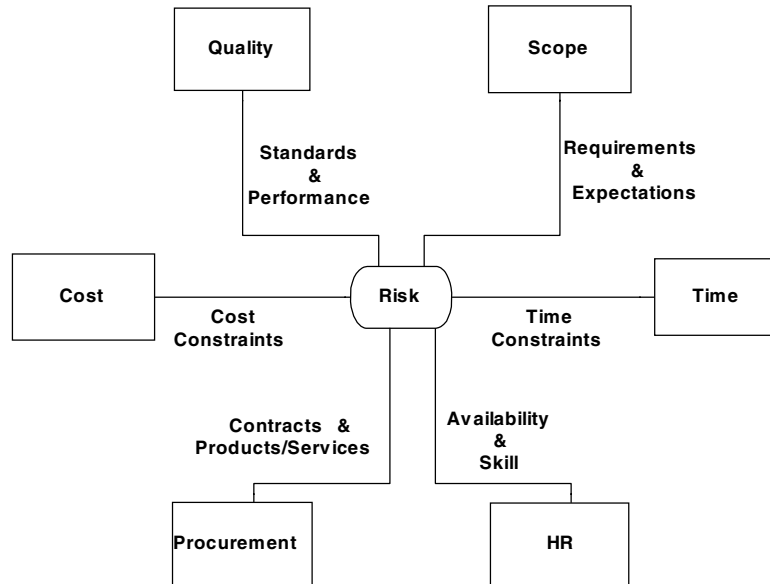 Quality
Scope
Standards
&
Performance
Requirements
&
Expectations
Cost
Risk
Time
Cost
Constraints
Time
Constraints
Contracts &
Products/Services
Availability
&
Skill
Procurement
HR